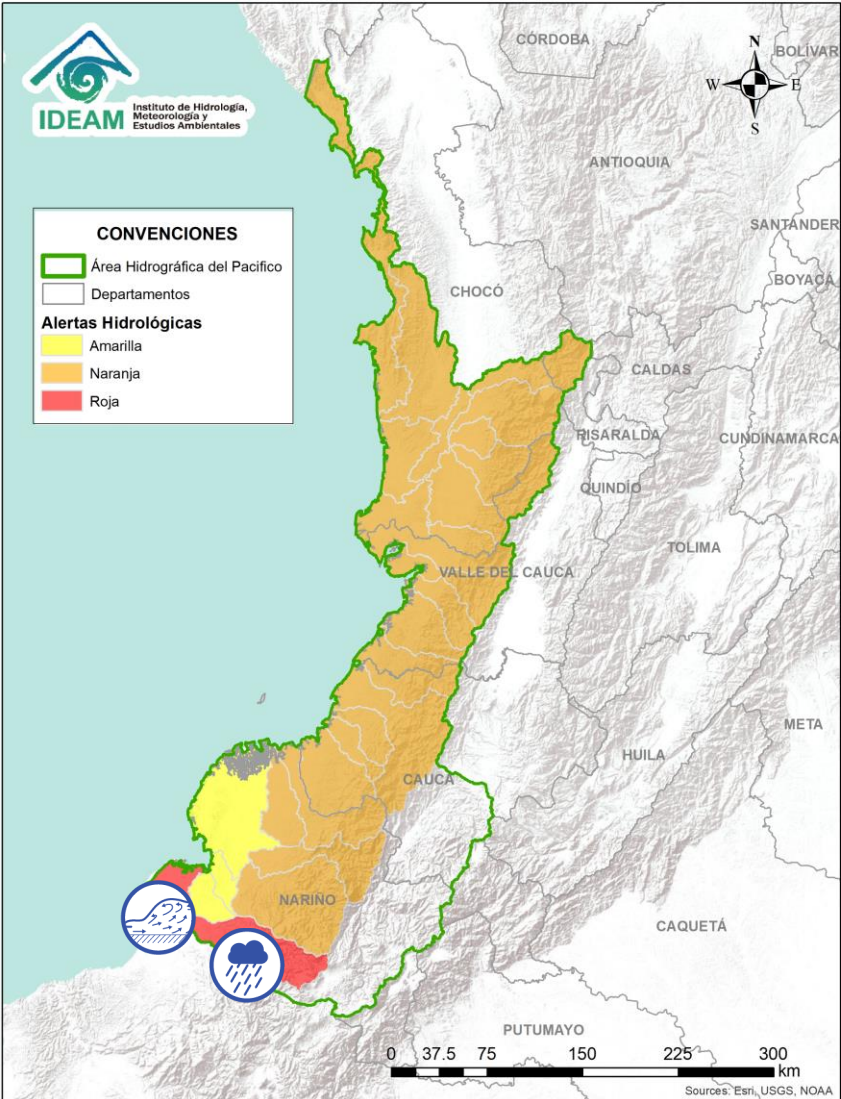 IDEAM
Instituto de Hidrología,
Meteorología y
Estudios Ambientales
CÓRDOBA
BOLÍVAR
N
W
E
S
ANTIOQUIA
SANTANDER
BOYACÁ
CONVENCIONES
Área Hidrográfica del Pacifico
Departamentos
Alertas Hidrológicas
Amarilla
Naranja
Roja
CHOCÓ
CALDAS
RISARALDA
CUNDINAMARCA
QUINDÍO
TOLIMA
VALLE DEL CAUCA
META
HUILA
CAUCA
NARIÑO
CAQUETÁ
PUTUMAYO
0 37.5 75 150 225 300
km
Sources: Esri, USGS, NOAA